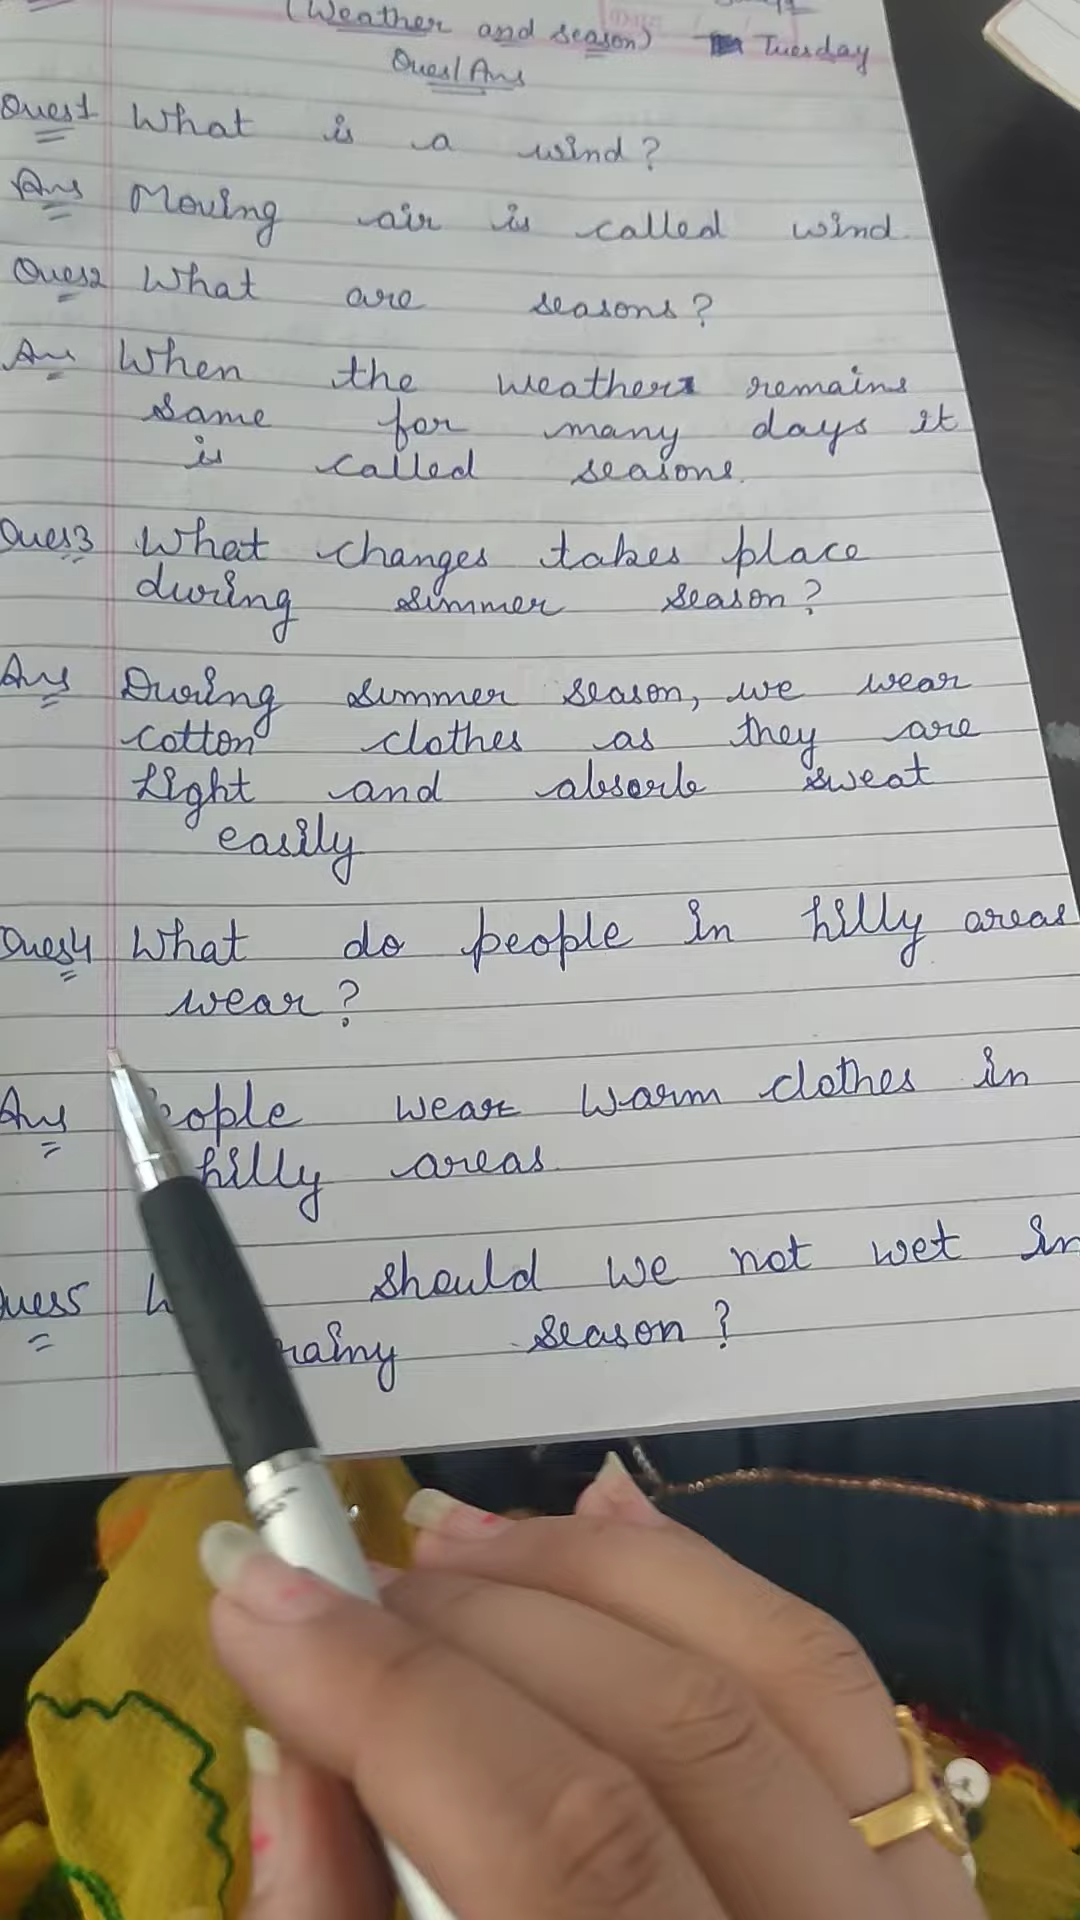 (Weather and season) Tuesday
Ques/Ans
Ques1 What is a wind?
Ans Moving air is called wind.
Ques2 What are seasons?
Ans When the weather remains
same for many days it
is called seasons.
Ques3 What changes takes place
during summer season?
Ans During summer season, we wear
cotton clothes as they are
light and absorb sweat
easily
Ques4 What do people in hilly areas
wear?
Ans eople wear warm clothes in
hilly areas.
Ques5 should we not wet in
rainy season?